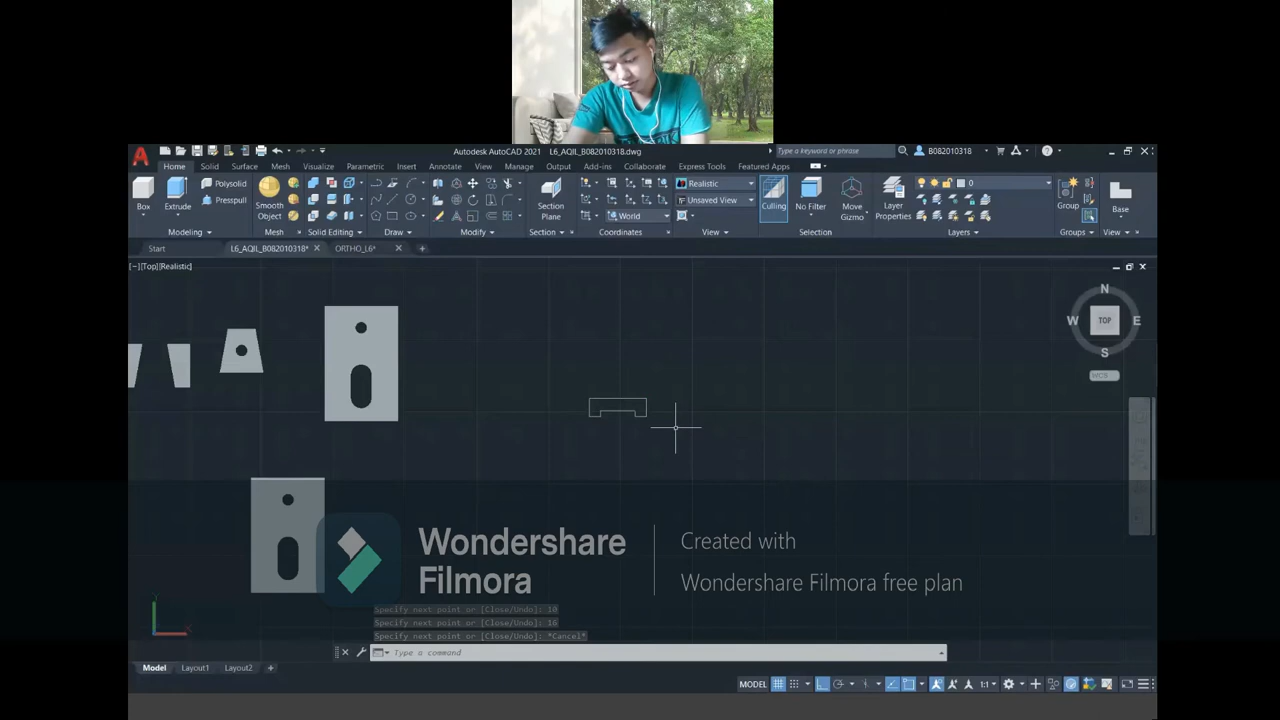 Autodesk AutoCAD 2021 L6_AQIL_B082010318.dwg
Type a keyword or phrase
B082010318
Home Solid Surface Mesh Visualize Parametric Insert Annotate View Manage Output Add-ins Collaborate Express Tools Featured Apps
Box
Extrude
Polysolid
Presspull
Smooth Object
Section Plane
World
Realistic
Unsaved View
Culling
No Filter
Move Gizmo
Layer Properties
0
Group
Base
Modeling Mesh Solid Editing Draw Modify Section Coordinates View Selection Layers Groups View
Start L6_AQIL_B082010318* ORTHO_L6*
[−][Top][Realistic]
N
W TOP E
S
WCS
Wondershare
Filmora
Created with
Wondershare Filmora free plan
Specify next point or [Close/Undo]: 10
Specify next point or [Close/Undo]: 16
Specify next point or [Close/Undo]: *Cancel*
Type a command
Y
X
Model Layout1 Layout2
MODEL 1:1